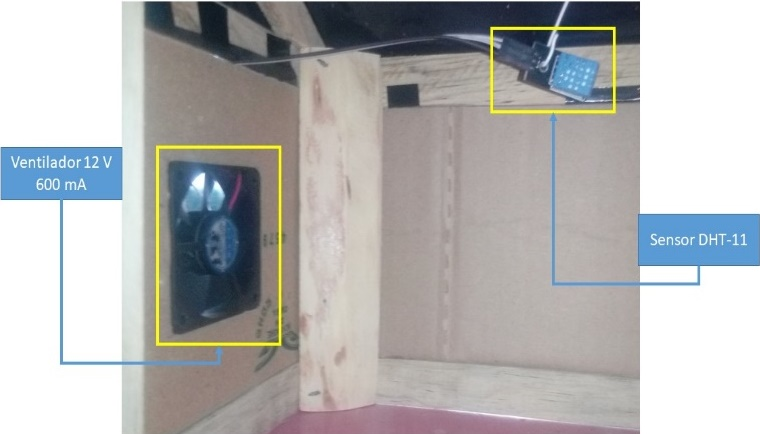 Ventilador 12 V
600 mA
Sensor DHT-11